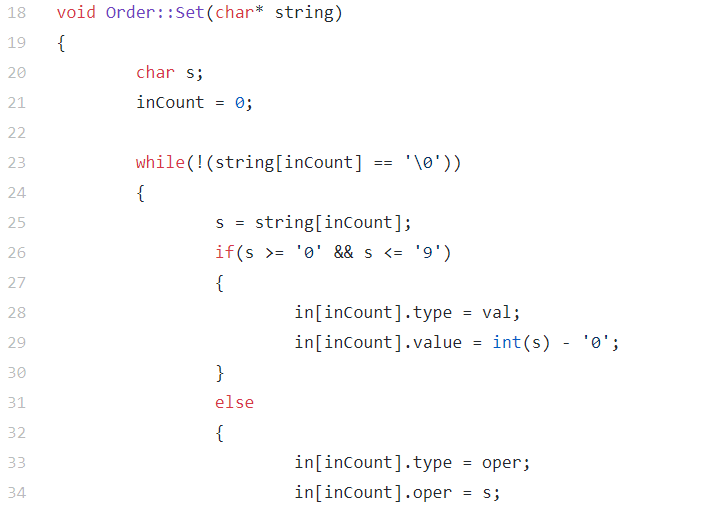 18 void Order::Set(char* string)
19 {
20         char s;
21         inCount = 0;
22
23         while(!(string[inCount] == '\0'))
24         {
25                 s = string[inCount];
26                 if(s >= '0' && s <= '9')
27                 {
28                         in[inCount].type = val;
29                         in[inCount].value = int(s) - '0';
30                 }
31                 else
32                 {
33                         in[inCount].type = oper;
34                         in[inCount].oper = s;